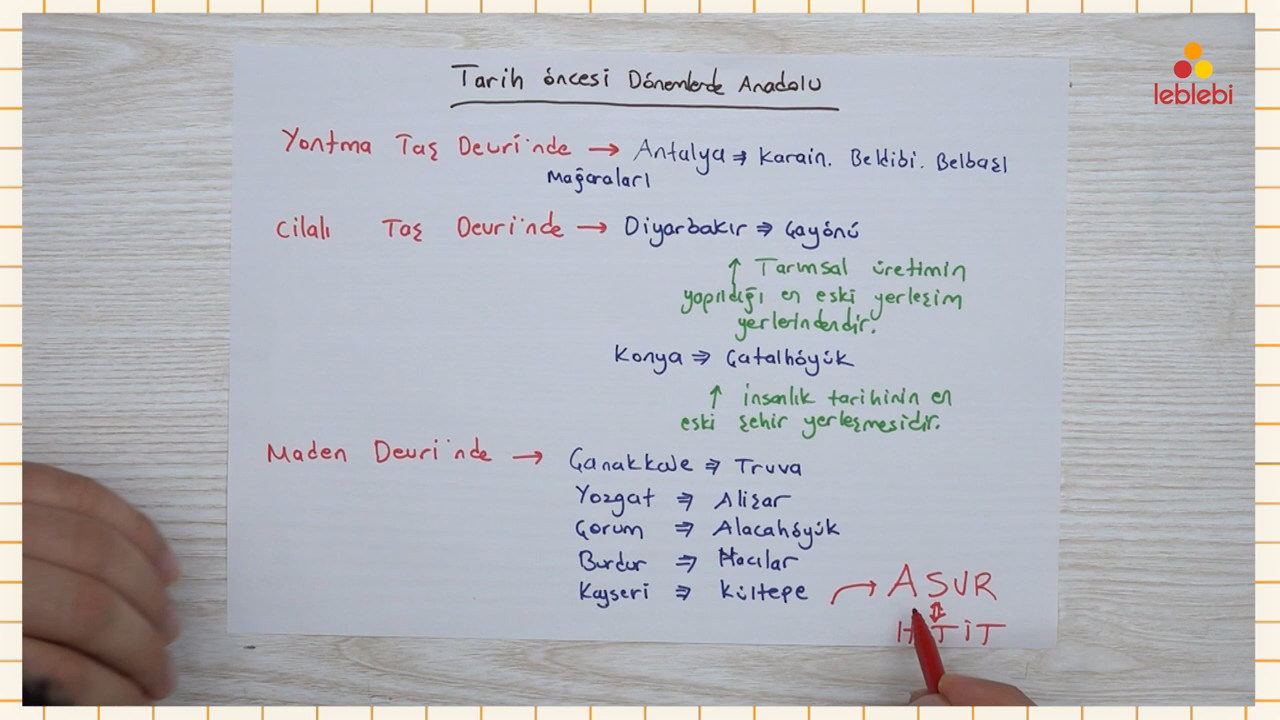 leblebi
Tarih öncesi Dönemlerde Anadolu
Yontma Taş Devri'nde → Antalya ⇒ Karain. Beldibi. Belbaşı
Mağaraları
Cilalı Taş Devri'nde → Diyarbakır ⇒ Çayönü
↑ Tarımsal üretimin
yapıldığı en eski yerleşim
yerlerindendir.
Konya ⇒ Çatalhöyük
↑ insanlık tarihinin en
eski şehir yerleşmesidir.
Maden Devri'nde → Çanakkale ⇒ Truva
Yozgat ⇒ Alişar
Çorum ⇒ Alacahöyük
Burdur ⇒ Hacılar
Kayseri ⇒ Kültepe → ASUR